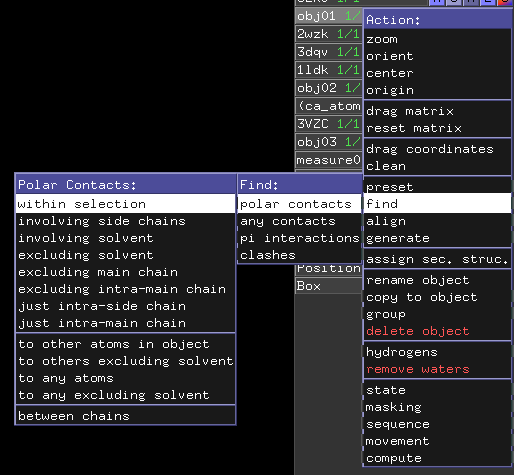 obj01 1/1
2wzk 1/1
3dqv 1/1
1ldk 1/1
obj02 1/
(ca_atom
3VZC 1/1
obj03 1/
measure0
Position
Box
Action:
zoom
orient
center
origin
drag matrix
reset matrix
drag coordinates
clean
preset
find
align
generate
assign sec. struc.
rename object
copy to object
group
delete object
hydrogens
remove waters
state
masking
sequence
movement
compute
Find:
polar contacts
any contacts
pi interactions
clashes
Polar Contacts:
within selection
involving side chains
involving solvent
excluding solvent
excluding main chain
excluding intra-main chain
just intra-side chain
just intra-main chain
to other atoms in object
to others excluding solvent
to any atoms
to any excluding solvent
between chains